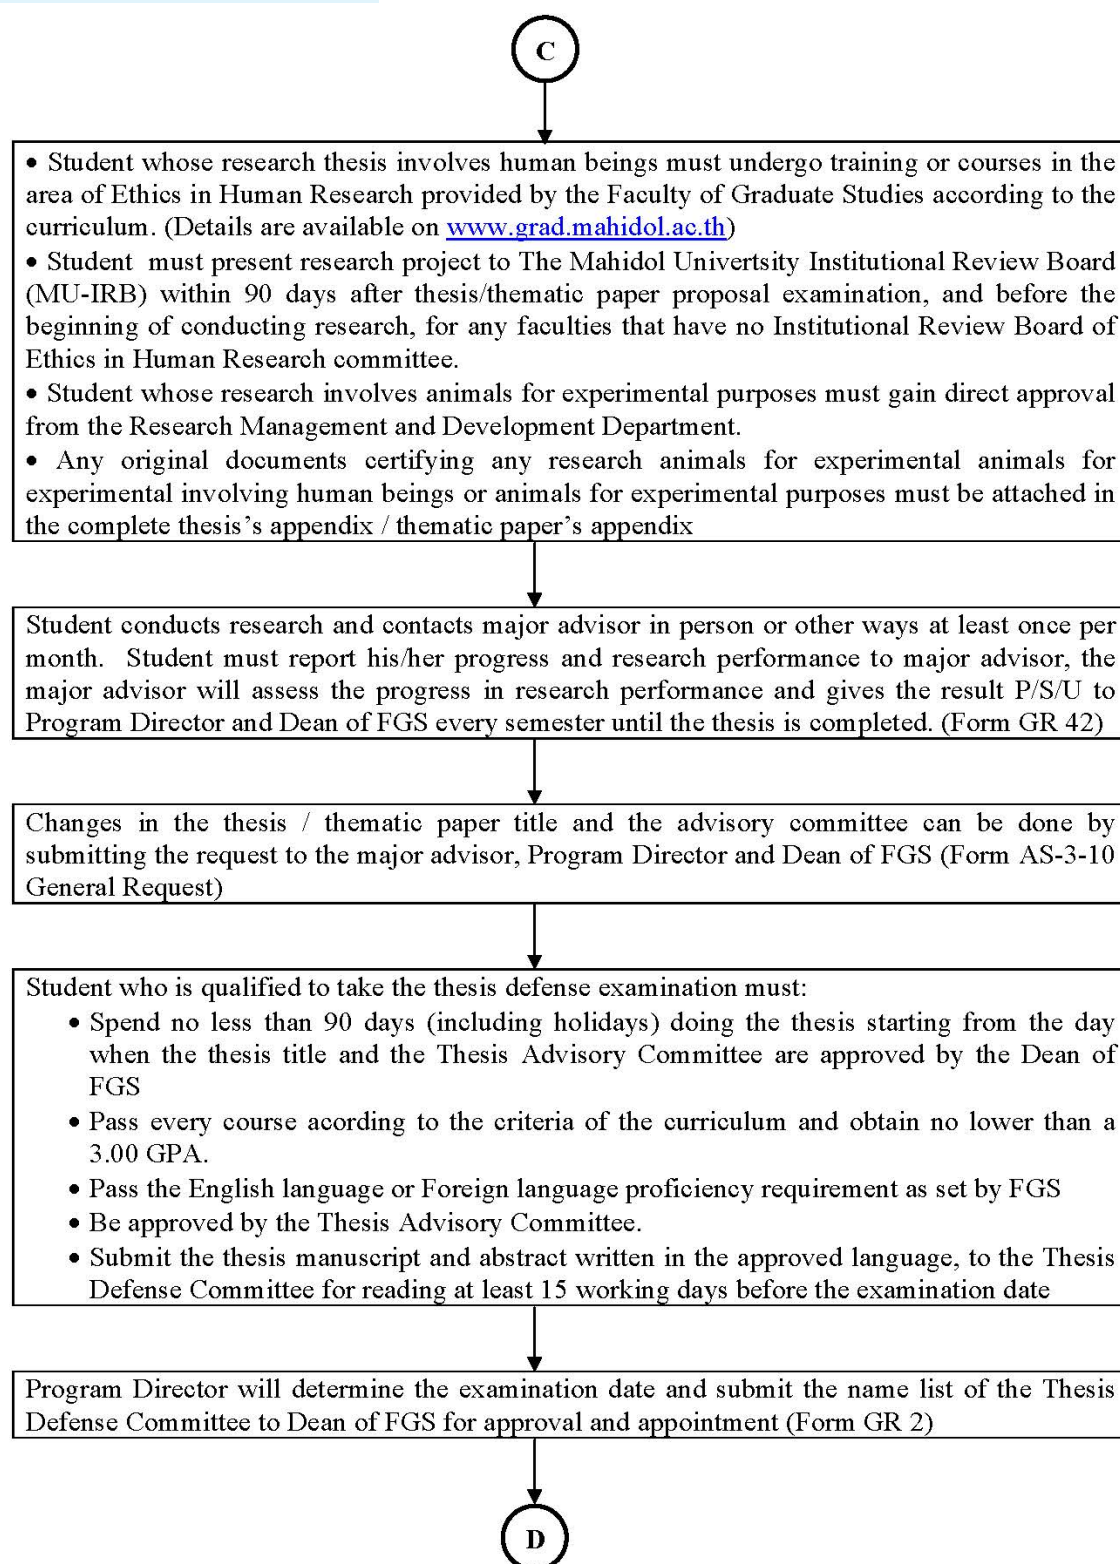 C
• Student whose research thesis involves human beings must undergo training or courses in the
area of Ethics in Human Research provided by the Faculty of Graduate Studies according to the
curriculum. (Details are available on www.grad.mahidol.ac.th)
• Student must present research project to The Mahidol Univertsity Institutional Review Board
(MU-IRB) within 90 days after thesis/thematic paper proposal examination, and before the
beginning of conducting research, for any faculties that have no Institutional Review Board of
Ethics in Human Research committee.
• Student whose research involves animals for experimental purposes must gain direct approval
from the Research Management and Development Department.
• Any original documents certifying any research animals for experimental animals for
experimental involving human beings or animals for experimental purposes must be attached in
the complete thesis's appendix / thematic paper's appendix
Student conducts research and contacts major advisor in person or other ways at least once per
month. Student must report his/her progress and research performance to major advisor, the
major advisor will assess the progress in research performance and gives the result P/S/U to
Program Director and Dean of FGS every semester until the thesis is completed. (Form GR 42)
Changes in the thesis / thematic paper title and the advisory committee can be done by
submitting the request to the major advisor, Program Director and Dean of FGS (Form AS-3-10
General Request)
Student who is qualified to take the thesis defense examination must:
• Spend no less than 90 days (including holidays) doing the thesis starting from the day
when the thesis title and the Thesis Advisory Committee are approved by the Dean of
FGS
• Pass every course acording to the criteria of the curriculum and obtain no lower than a
3.00 GPA.
• Pass the English language or Foreign language proficiency requirement as set by FGS
• Be approved by the Thesis Advisory Committee.
• Submit the thesis manuscript and abstract written in the approved language, to the Thesis
Defense Committee for reading at least 15 working days before the examination date
Program Director will determine the examination date and submit the name list of the Thesis
Defense Committee to Dean of FGS for approval and appointment (Form GR 2)
D